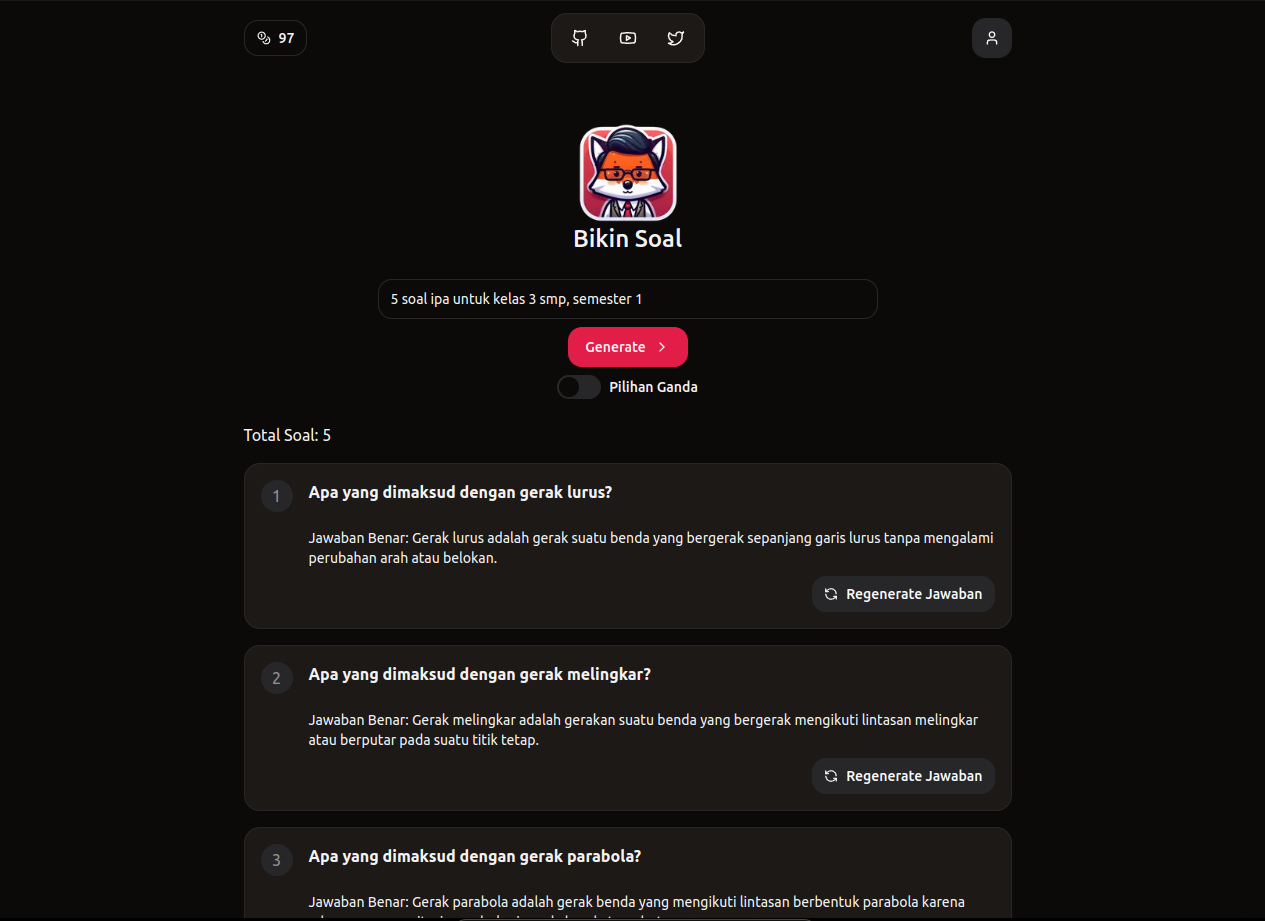 97
Bikin Soal
5 soal ipa untuk kelas 3 smp, semester 1
Generate
Pilihan Ganda
Total Soal: 5
1
Apa yang dimaksud dengan gerak lurus?
Jawaban Benar: Gerak lurus adalah gerak suatu benda yang bergerak sepanjang garis lurus tanpa mengalami
perubahan arah atau belokan.
Regenerate Jawaban
2
Apa yang dimaksud dengan gerak melingkar?
Jawaban Benar: Gerak melingkar adalah gerakan suatu benda yang bergerak mengikuti lintasan melingkar
atau berputar pada suatu titik tetap.
Regenerate Jawaban
3
Apa yang dimaksud dengan gerak parabola?
Jawaban Benar: Gerak parabola adalah gerak benda yang mengikuti lintasan berbentuk parabola karena